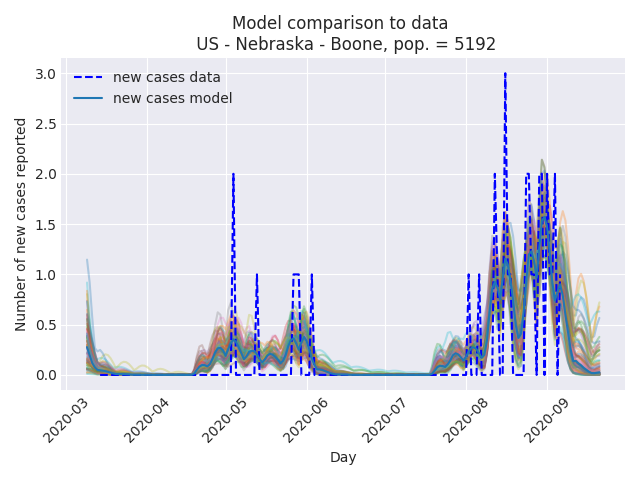 Model comparison to data
US - Nebraska - Boone, pop. = 5192
new cases data
new cases model
Number of new cases reported
3.0
2.5
2.0
1.5
1.0
0.5
0.0
2020-03
2020-04
2020-05
2020-06
2020-07
2020-08
2020-09
Day